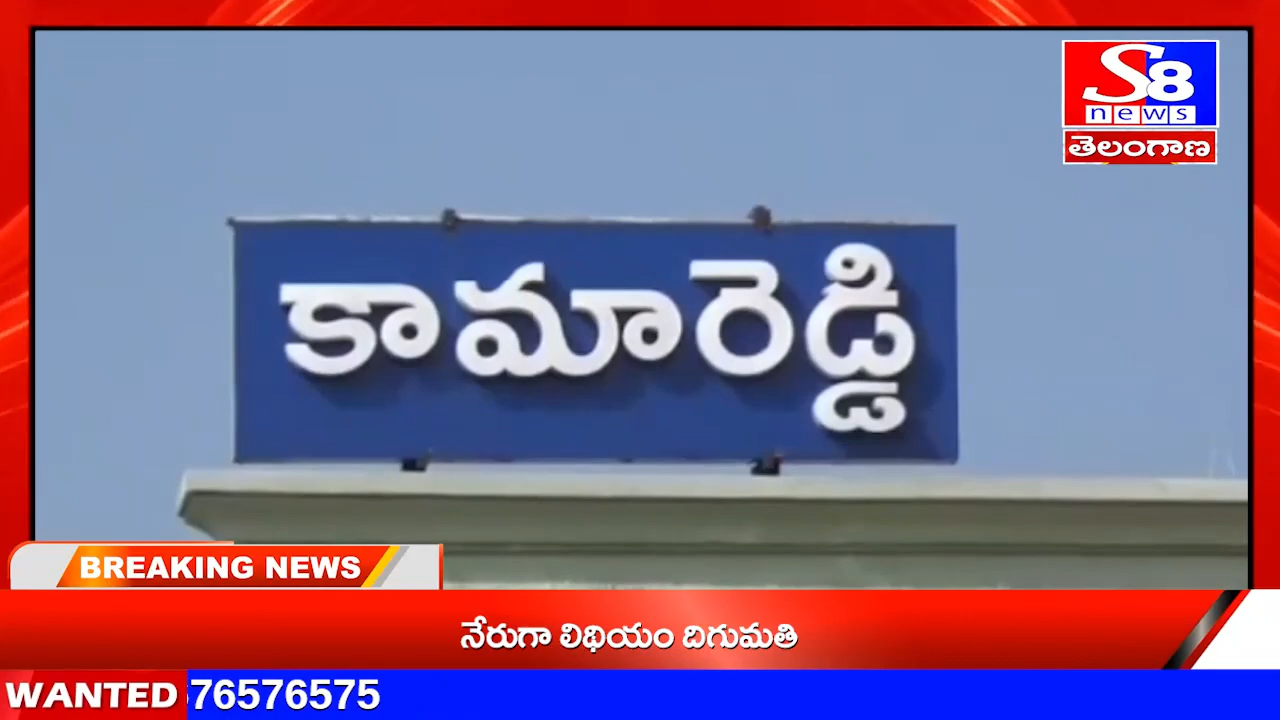 S8
news
తెలంగాణ
కామారెడ్డి
BREAKING NEWS
నేరుగా లిథియం దిగుమతి
WANTED 76576575